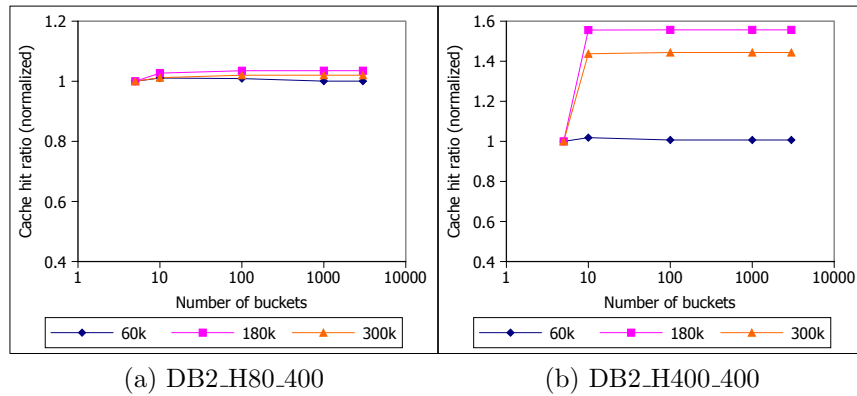 Cache hit ratio (normalized)
1.2
1
0.8
0.6
0.4
1 10 100 1000 10000
Number of buckets
60k 180k 300k
(a) DB2_H80_400
Cache hit ratio (normalized)
1.6
1.4
1.2
1
0.8
0.6
0.4
1 10 100 1000 10000
Number of buckets
60k 180k 300k
(b) DB2_H400_400